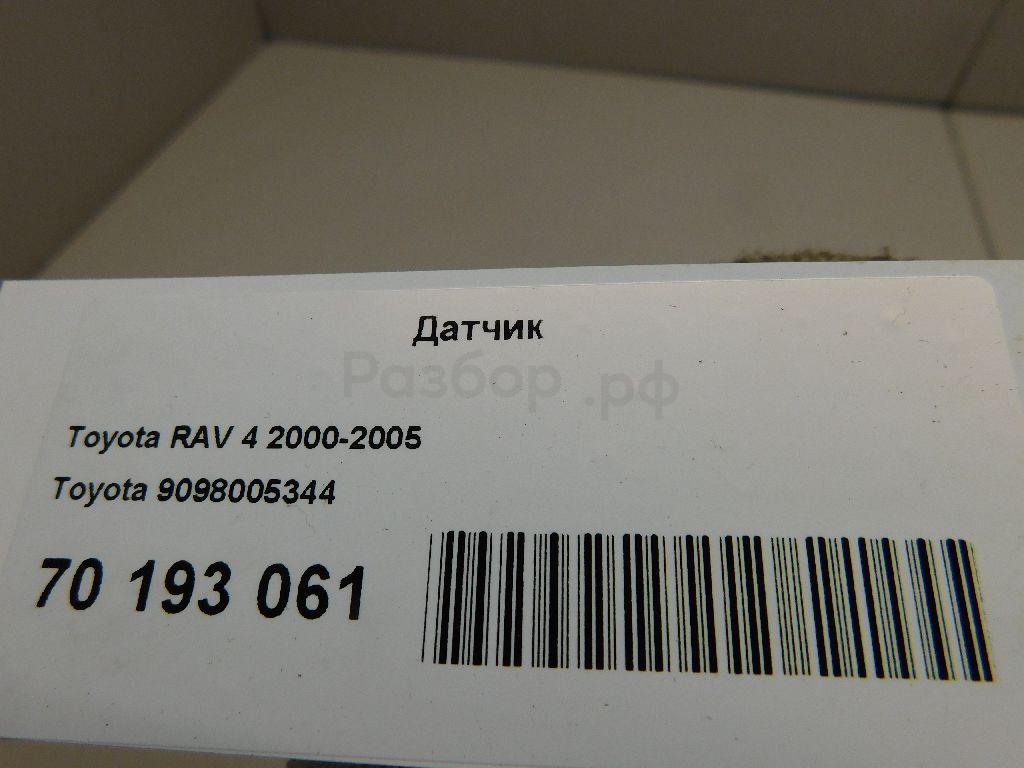 Датчик
Разбор.рф
Toyota RAV 4 2000-2005
Toyota 9098005344
70 193 061